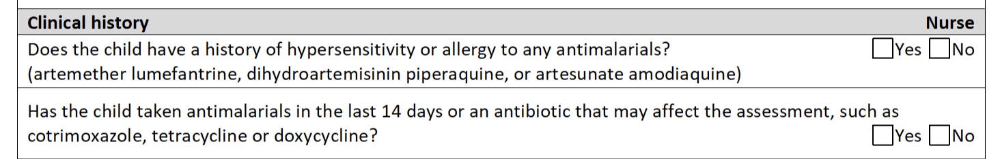 Clinical history Nurse
Does the child have a history of hypersensitivity or allergy to any antimalarials? Yes No
(artemether lumefantrine, dihydroartemisinin piperaquine, or artesunate amodiaquine)
Has the child taken antimalarials in the last 14 days or an antibiotic that may affect the assessment, such as
cotrimoxazole, tetracycline or doxycycline? Yes No